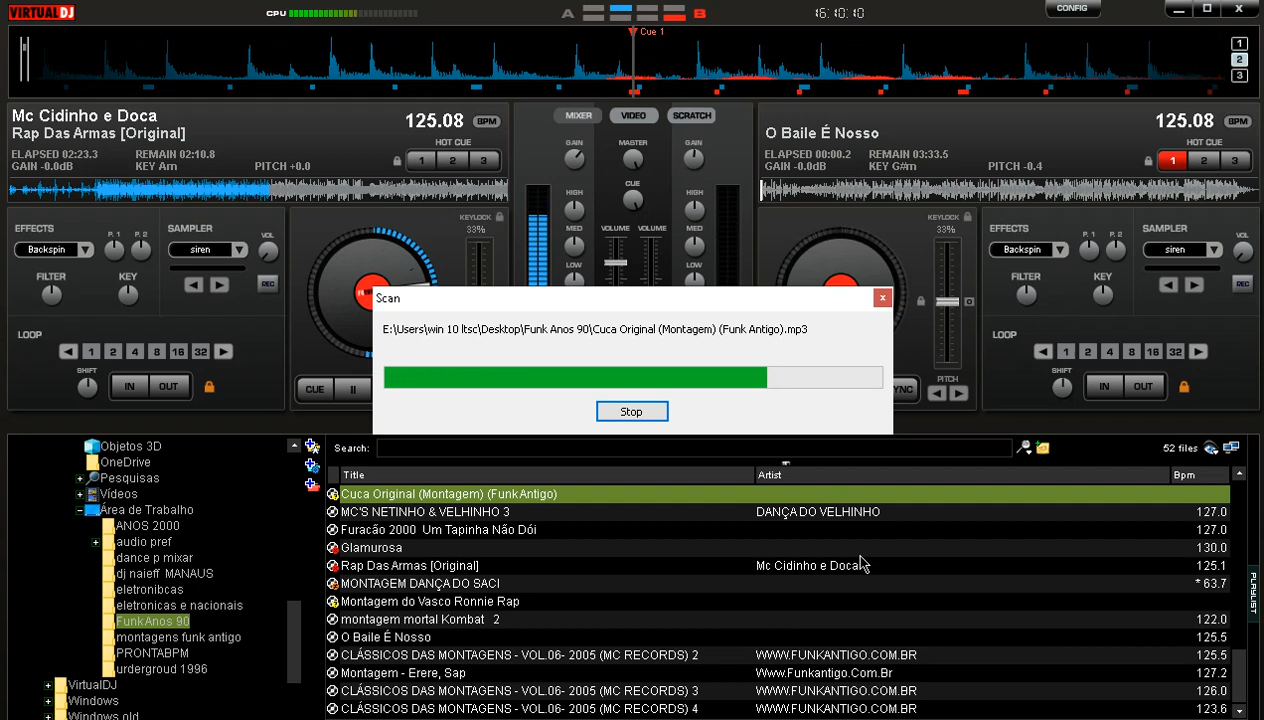 VIRTUALDJ
CPU
A
B
16:10:10
CONFIG
Cue 1
1
2
3
Mc Cidinho e Doca
Rap Das Armas [Original]
125.08 BPM
ELAPSED 02:23.3 REMAIN 02:10.8
GAIN -0.0dB KEY Am PITCH +0.0
HOT CUE
1 2 3
MIXER VIDEO SCRATCH
GAIN MASTER GAIN
CUE
HIGH HIGH
MED VOLUME VOLUME MED
LOW LOW
O Baile É Nosso
125.08 BPM
ELAPSED 00:00.2 REMAIN 03:33.5
GAIN -0.0dB KEY G#m PITCH -0.4
HOT CUE
1 2 3
EFFECTS P. 1 P. 2 SAMPLER VOL
Backspin siren
FILTER KEY REC
LOOP
1 2 4 8 16 32
SHIFT IN OUT
KEYLOCK
33%
CUE II
KEYLOCK
33%
PITCH
EFFECTS P. 1 P. 2 SAMPLER VOL
Backspin siren
FILTER KEY REC
LOOP
1 2 4 8 16 32
SHIFT IN OUT
Scan
x
E:\Users\win 10 ltsc\Desktop\Funk Anos 90\Cuca Original (Montagem) (Funk Antigo).mp3
Stop
Objetos 3D
OneDrive
Pesquisas
Vídeos
Área de Trabalho
ANOS 2000
audio pref
dance p mixar
dj naieff MANAUS
eletronibcas
eletronicas e nacionais
Funk Anos 90
montagens funk antigo
PRONTABPM
undergroud 1996
VirtualDJ
Windows
Windows.old
Search: 52 files
Title Artist Bpm
Cuca Original (Montagem) (Funk Antigo)
MC'S NETINHO & VELHINHO 3 DANÇA DO VELHINHO 127.0
Furacão 2000 Um Tapinha Não Dói 127.0
Glamurosa 130.0
Rap Das Armas [Original] Mc Cidinho e Doca 125.1
MONTAGEM DANÇA DO SACI * 63.7
Montagem do Vasco Ronnie Rap
montagem mortal Kombat 2 122.0
O Baile É Nosso 125.5
CLÁSSICOS DAS MONTAGENS - VOL.06- 2005 (MC RECORDS) 2 WWW.FUNKANTIGO.COM.BR 125.5
Montagem - Erere, Sap Www.Funkantigo.Com.Br 127.2
CLÁSSICOS DAS MONTAGENS - VOL.06- 2005 (MC RECORDS) 3 WWW.FUNKANTIGO.COM.BR 126.0
CLÁSSICOS DAS MONTAGENS - VOL.06- 2005 (MC RECORDS) 4 WWW.FUNKANTIGO.COM.BR 123.6
PLAYLIST